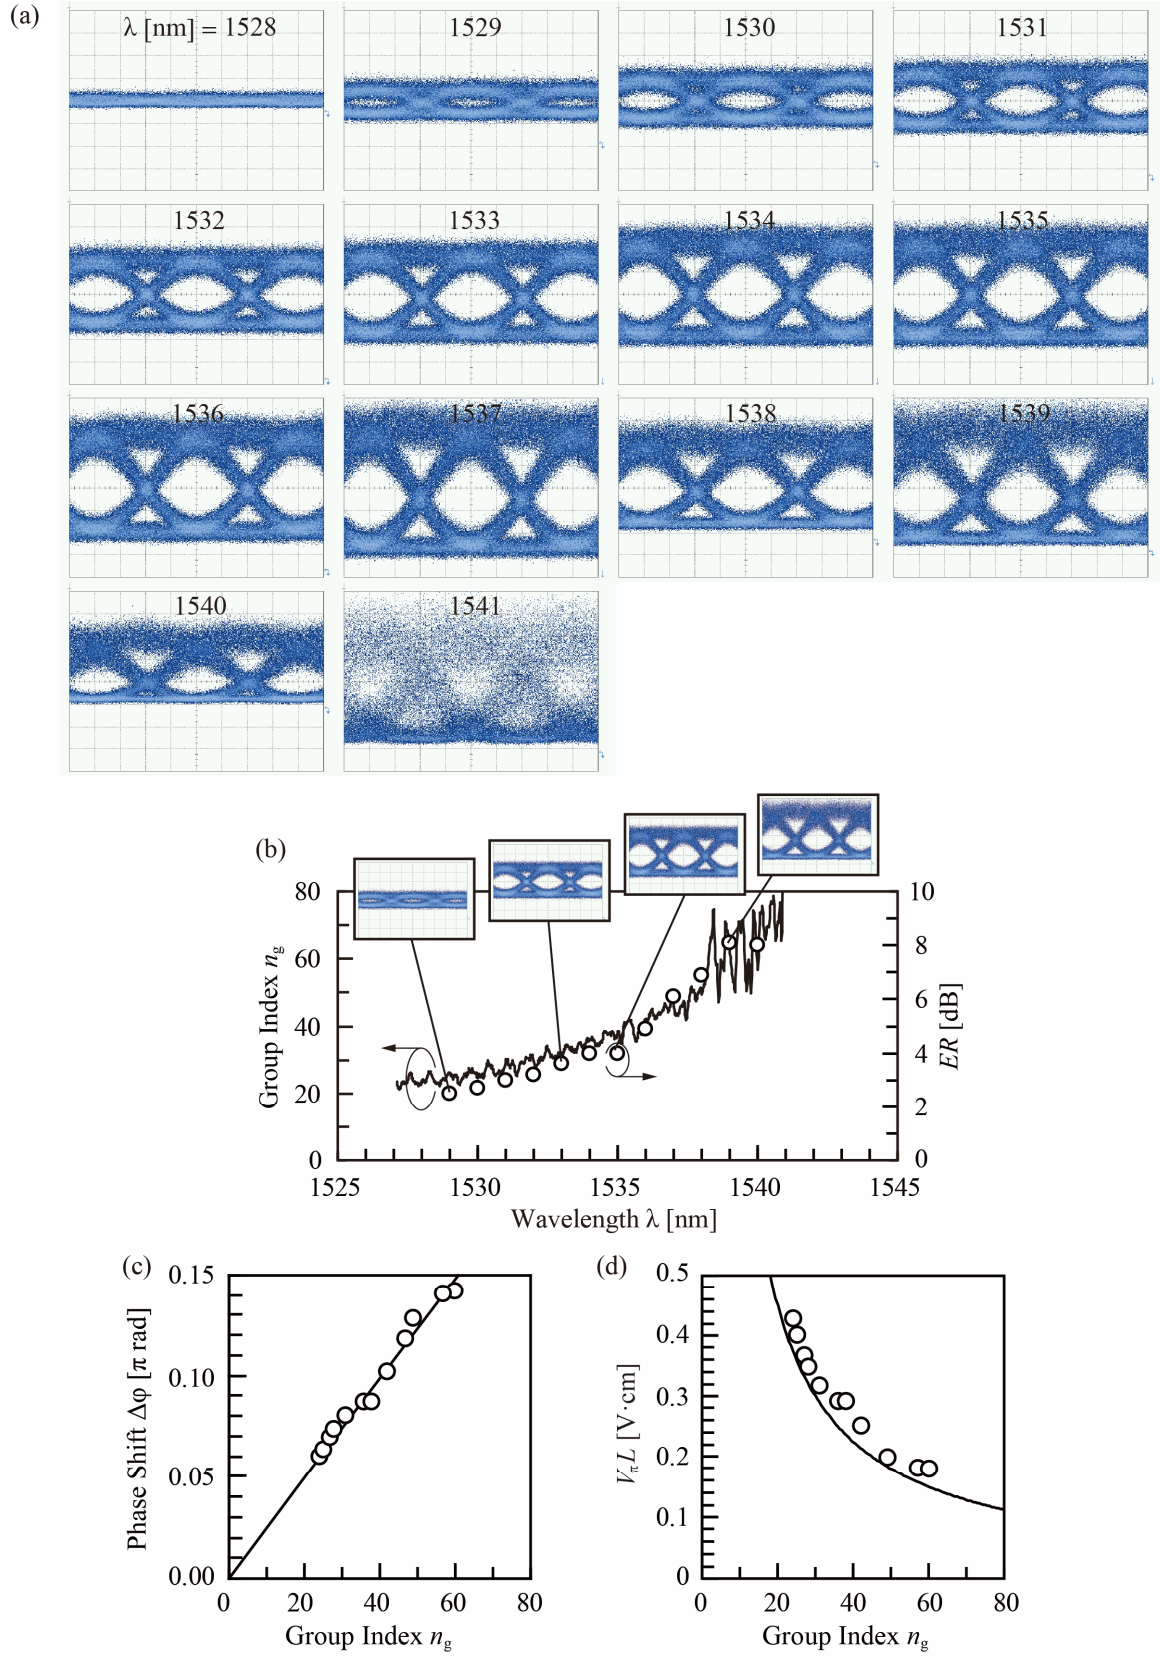 (a)
λ [nm] = 1528 1529 1530 1531
1532 1533 1534 1535
1536 1537 1538 1539
1540 1541
(b)
80 10
60 8
6
40
4
20
2
0 0
1525 1530 1535 1540 1545
Group Index ng
ER [dB]
Wavelength λ [nm]
(c)
0.15
0.10
0.05
0.00
0 20 40 60 80
Phase Shift Δφ [π rad]
Group Index ng
(d)
0.5
0.4
0.3
0.2
0.1
0
0 20 40 60 80
VπL [V·cm]
Group Index ng